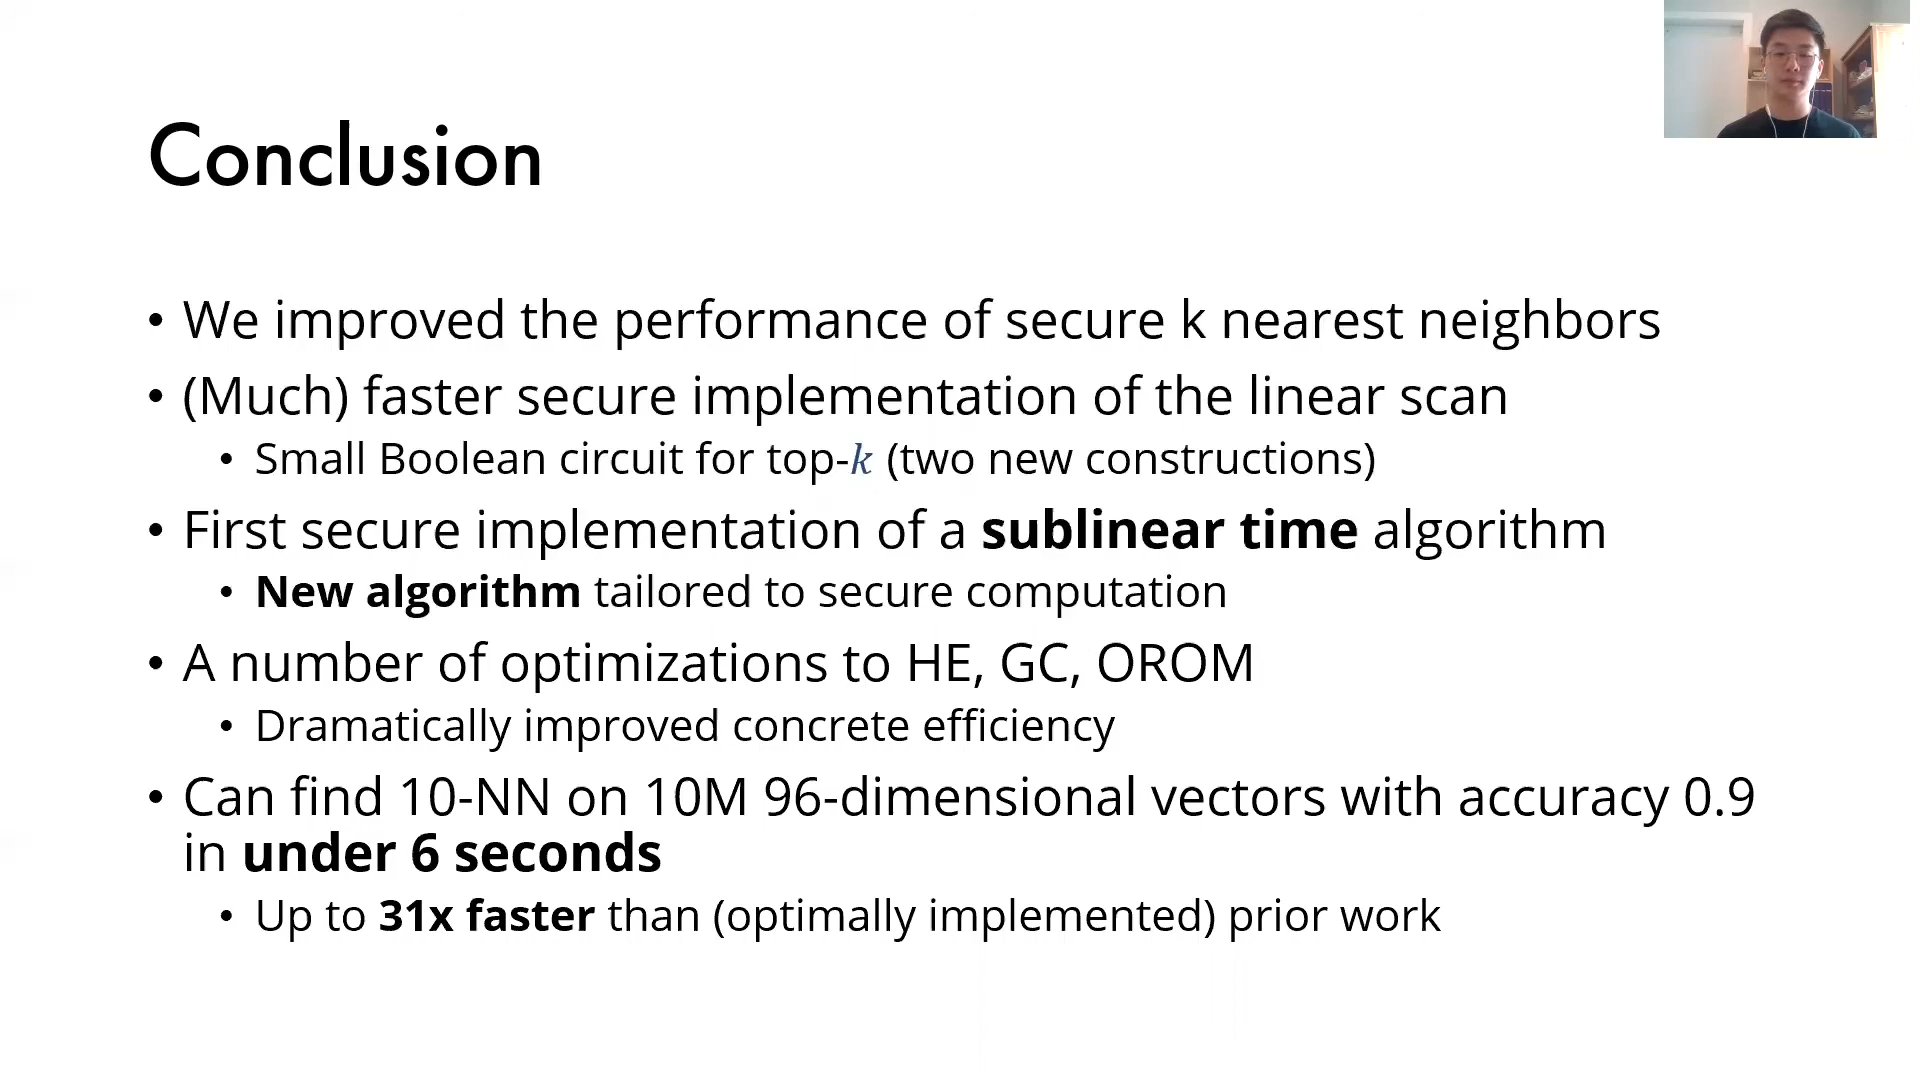 Conclusion
• We improved the performance of secure k nearest neighbors
• (Much) faster secure implementation of the linear scan
• Small Boolean circuit for top-k (two new constructions)
• First secure implementation of a sublinear time algorithm
• New algorithm tailored to secure computation
• A number of optimizations to HE, GC, OROM
• Dramatically improved concrete efficiency
• Can find 10-NN on 10M 96-dimensional vectors with accuracy 0.9
in under 6 seconds
• Up to 31x faster than (optimally implemented) prior work